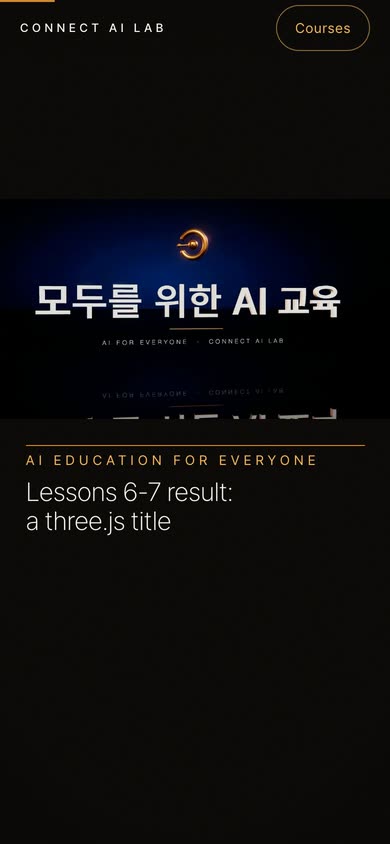 CONNECT AI LAB
Courses
모두를 위한 AI 교육
AI FOR EVERYONE · CONNECT AI LAB
AI EDUCATION FOR EVERYONE
Lessons 6-7 result:
a three.js title